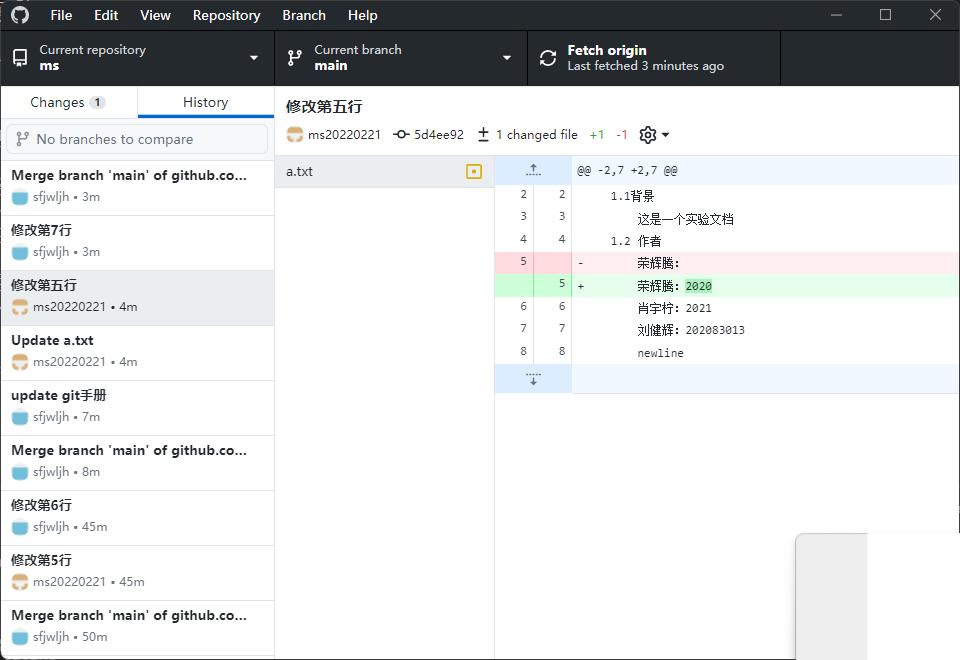 File Edit View Repository Branch Help
Current repository
ms
Current branch
main
Fetch origin
Last fetched 3 minutes ago
Changes 1 History
No branches to compare
Merge branch 'main' of github.co...
sfjwljh • 3m
修改第7行
sfjwljh • 3m
修改第五行
ms20220221 • 4m
Update a.txt
ms20220221 • 4m
update git手册
sfjwljh • 7m
Merge branch 'main' of github.co...
sfjwljh • 8m
修改第6行
sfjwljh • 45m
修改第5行
ms20220221 • 45m
Merge branch 'main' of github.co...
sfjwljh • 50m
修改第五行
ms20220221 5d4ee92 1 changed file +1 -1
a.txt
@@ -2,7 +2,7 @@
2 2 1.1背景
3 3 这是一个实验文档
4 4 1.2 作者
5 - 荣辉腾：
5 + 荣辉腾：2020
6 6 肖宇柠：2021
7 7 刘健辉：202083013
8 8 newline